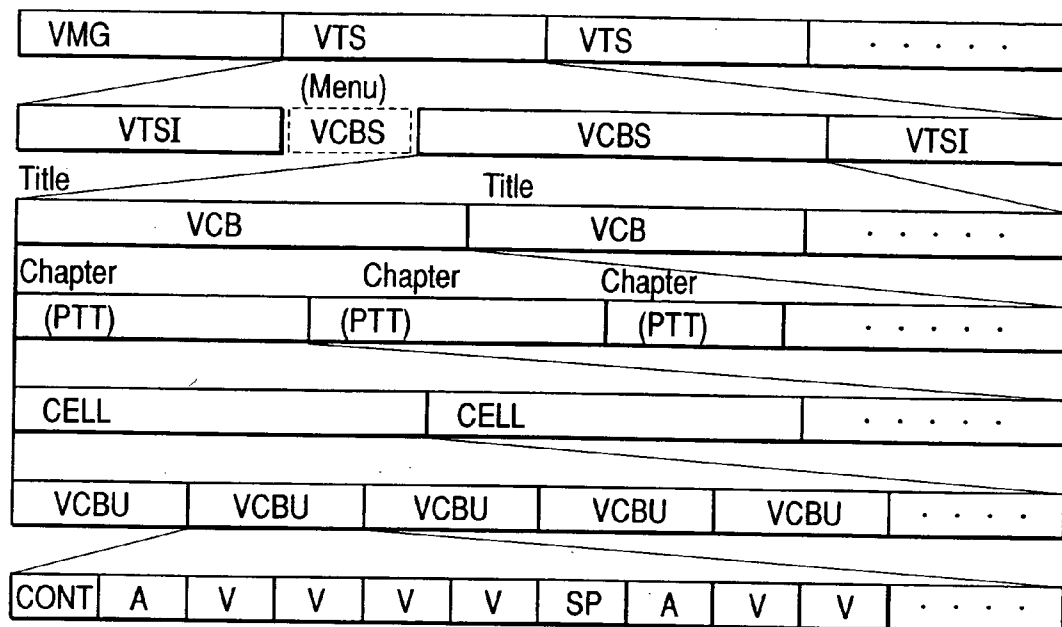 VMG VTS VTS . . . . .
(Menu)
VTSI VCBS VCBS VTSI
Title Title
VCB VCB . . . . .
Chapter Chapter Chapter
(PTT) (PTT) (PTT) . . . . .
CELL CELL . . . . .
VCBU VCBU VCBU VCBU VCBU . . . .
CONT A V V V V SP A V V . . . .